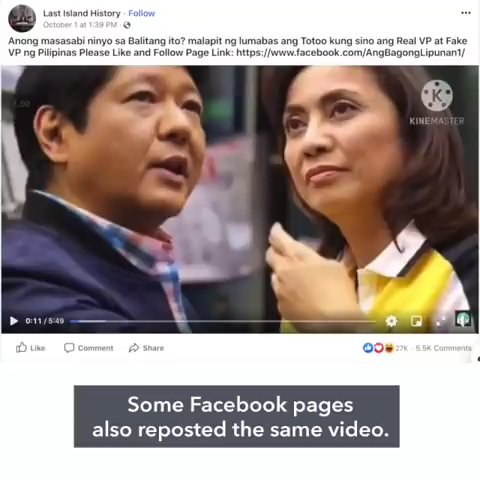 Last Island History · Follow
October 1 at 1:39 PM ·
Anong masasabi ninyo sa Balitang ito? malapit ng lumabas ang Totoo kung sino ang Real VP at Fake
VP ng Pilipinas Please Like and Follow Page Link: https://www.facebook.com/AngBagongLipunan1/
1.00
K
KINEMASTER
0:11 / 5:49
Like Comment Share 27K · 5.5K Comments
Some Facebook pages
also reposted the same video.